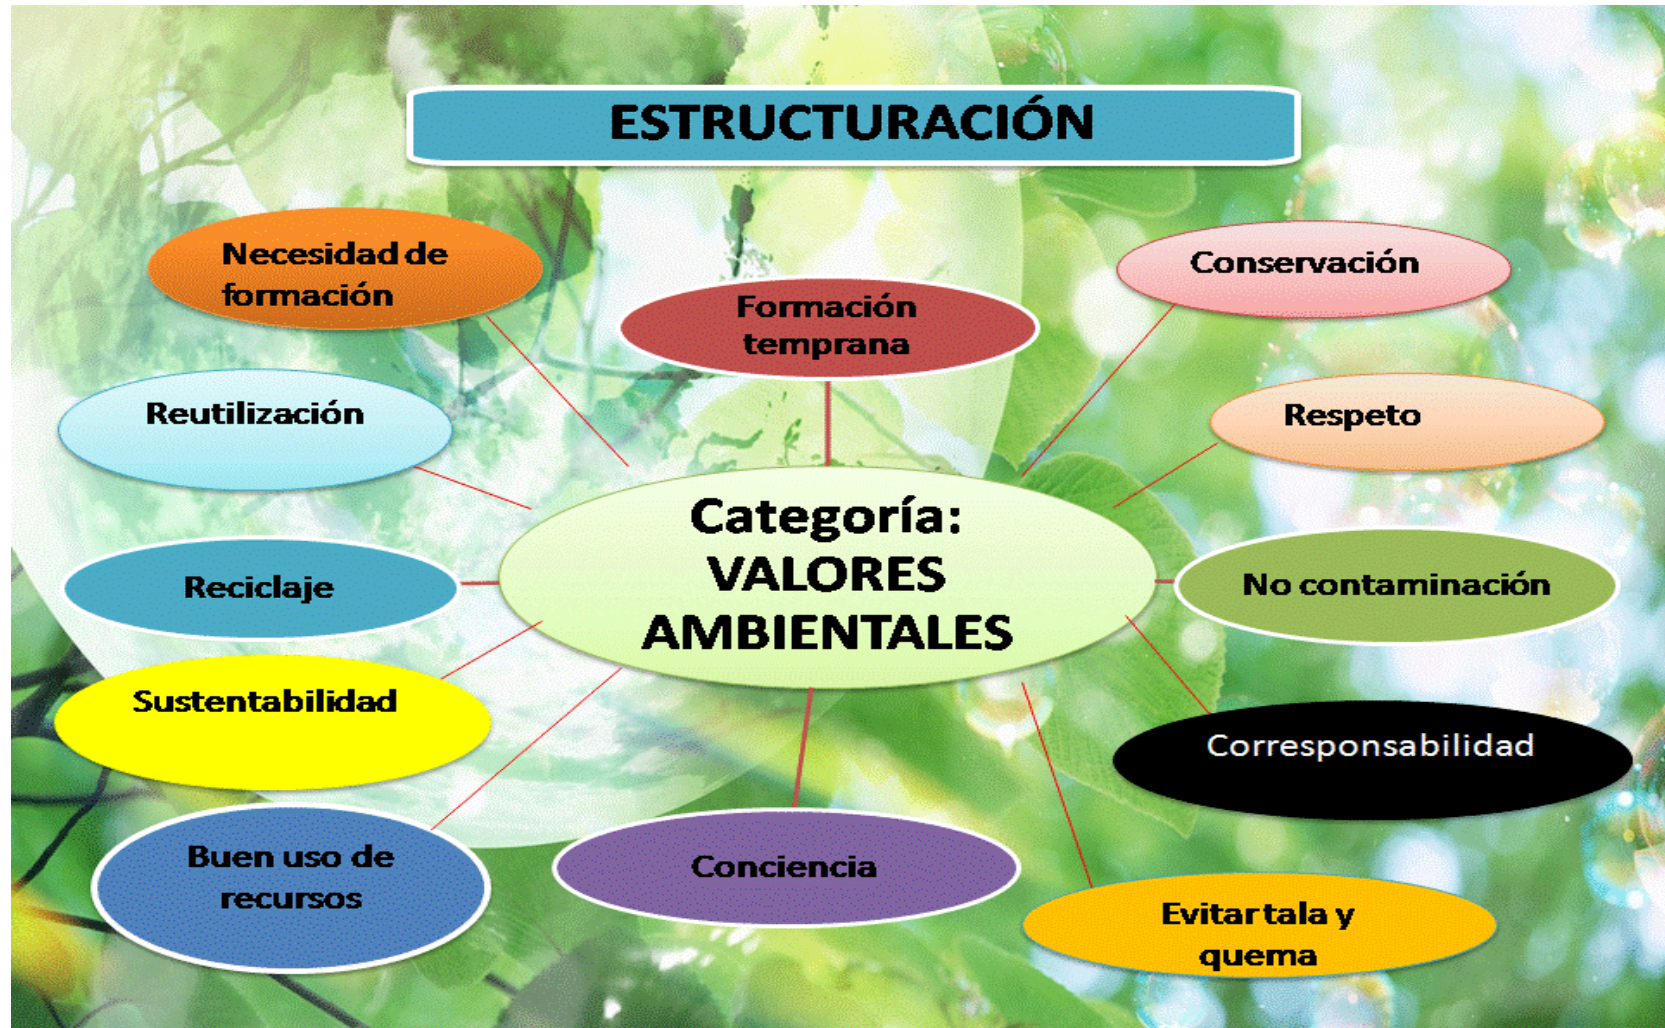 ESTRUCTURACIÓN
Necesidad de
formación
Formación
temprana
Conservación
Reutilización
Respeto
Categoría:
VALORES
AMBIENTALES
Reciclaje
No contaminación
Sustentabilidad
Corresponsabilidad
Buen uso de
recursos
Conciencia
Evitar tala y
quema